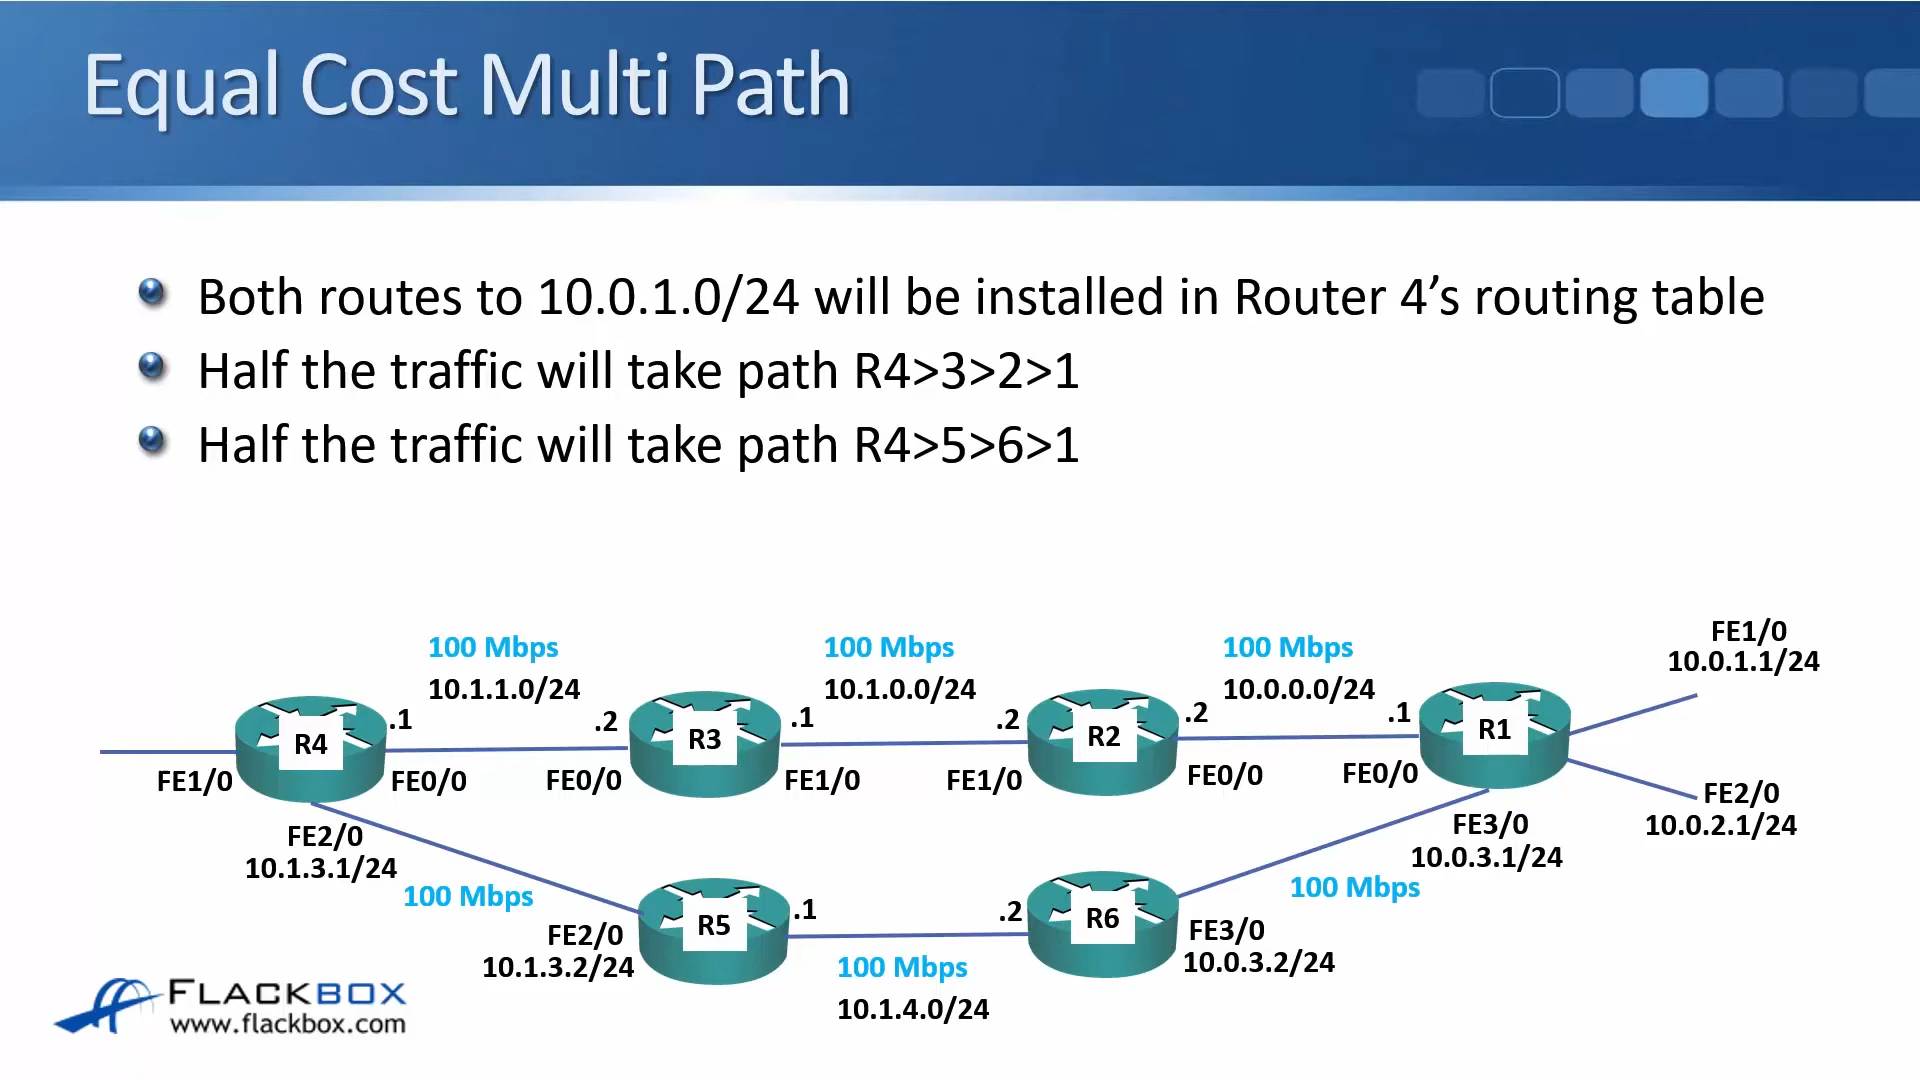 Equal Cost Multi Path
Both routes to 10.0.1.0/24 will be installed in Router 4’s routing table
Half the traffic will take path R4>3>2>1
Half the traffic will take path R4>5>6>1
100 Mbps
10.1.1.0/24
100 Mbps
10.1.0.0/24
100 Mbps
10.0.0.0/24
FE1/0
10.0.1.1/24
R4
.1
.2
R3
.1
.2
R2
.2
.1
R1
FE1/0
FE0/0
FE0/0
FE1/0
FE1/0
FE0/0
FE0/0
FE2/0
10.0.2.1/24
FE2/0
10.1.3.1/24
100 Mbps
FE3/0
10.0.3.1/24
100 Mbps
FE2/0
10.1.3.2/24
R5
.1
.2
R6
FE3/0
10.0.3.2/24
100 Mbps
10.1.4.0/24
FLACKBOX
www.flackbox.com